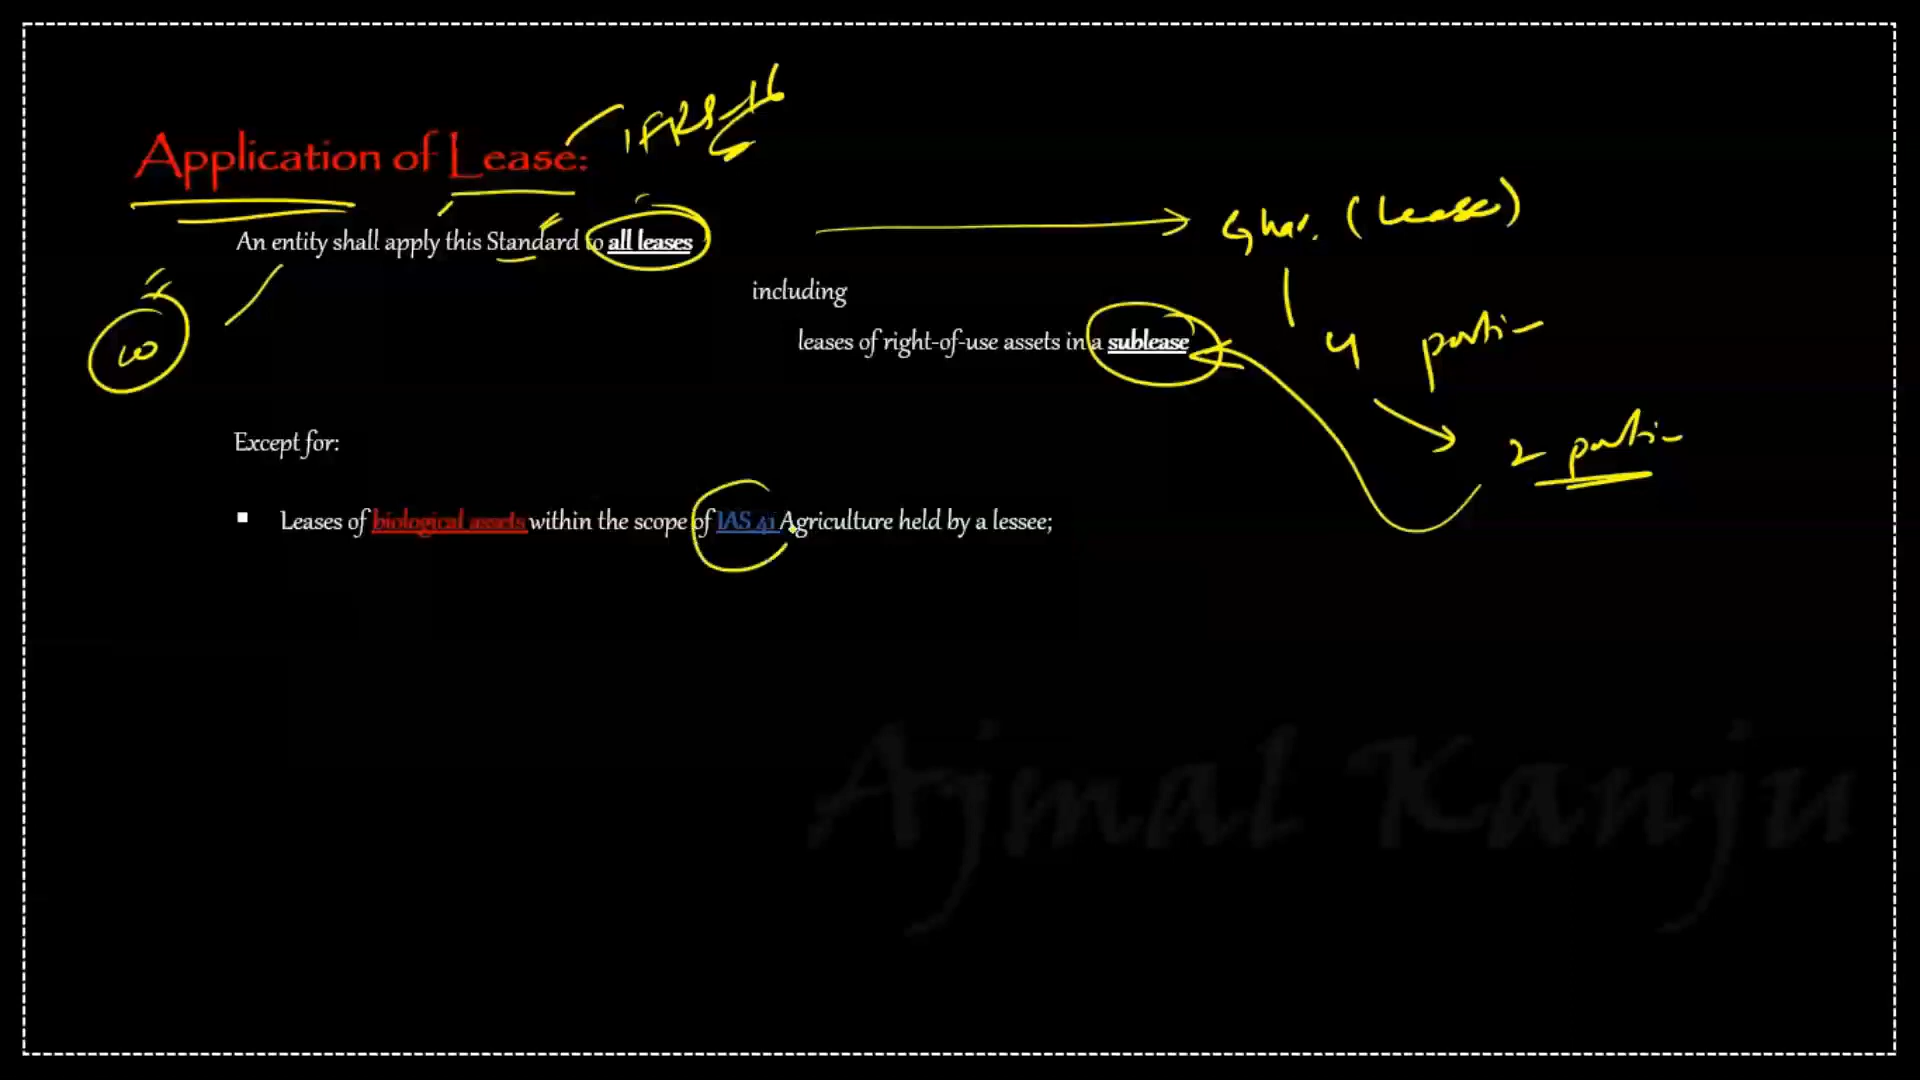 IFRS-16
Application of Lease:
Ghar. (Lease)
An entity shall apply this Standard to all leases
including
leases of right-of-use assets in a sublease
4
Except for:
2
Leases of biological assets within the scope of IAS 41 Agriculture held by a lessee;
Ajmal Kanju